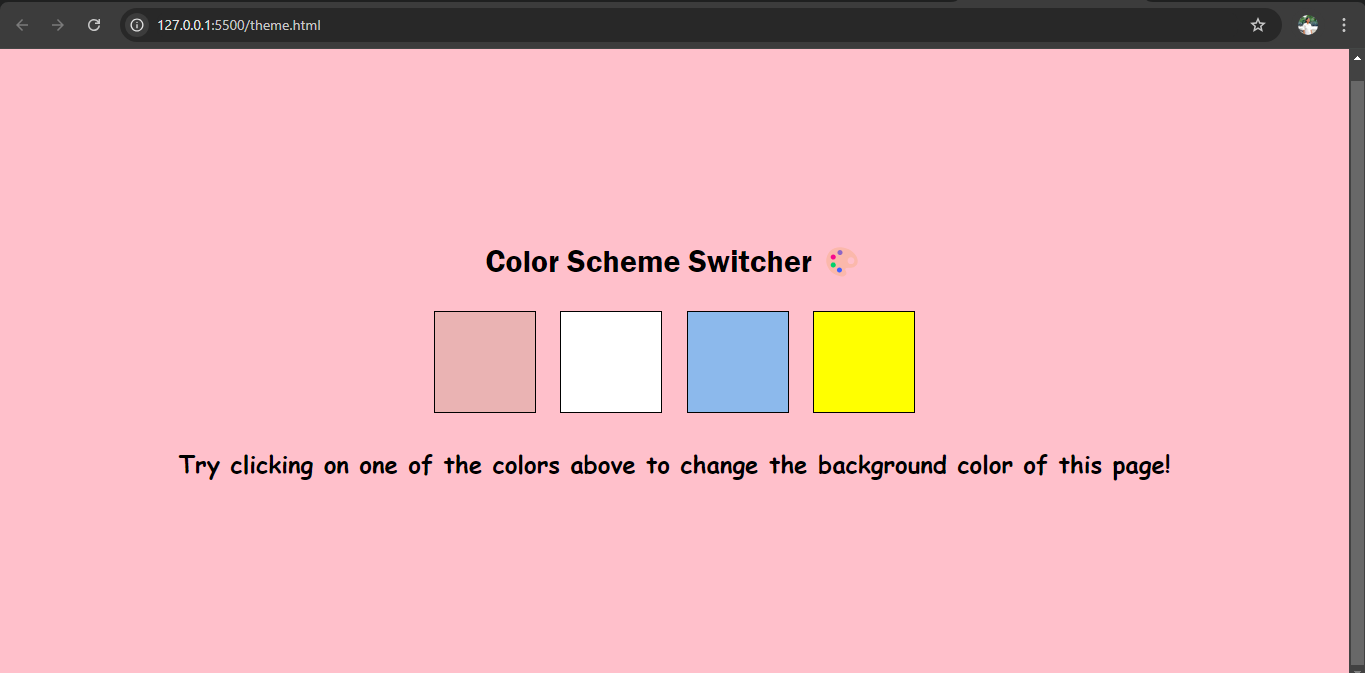 127.0.0.1:5500/theme.html
Color Scheme Switcher 🎨
Try clicking on one of the colors above to change the background color of this page!